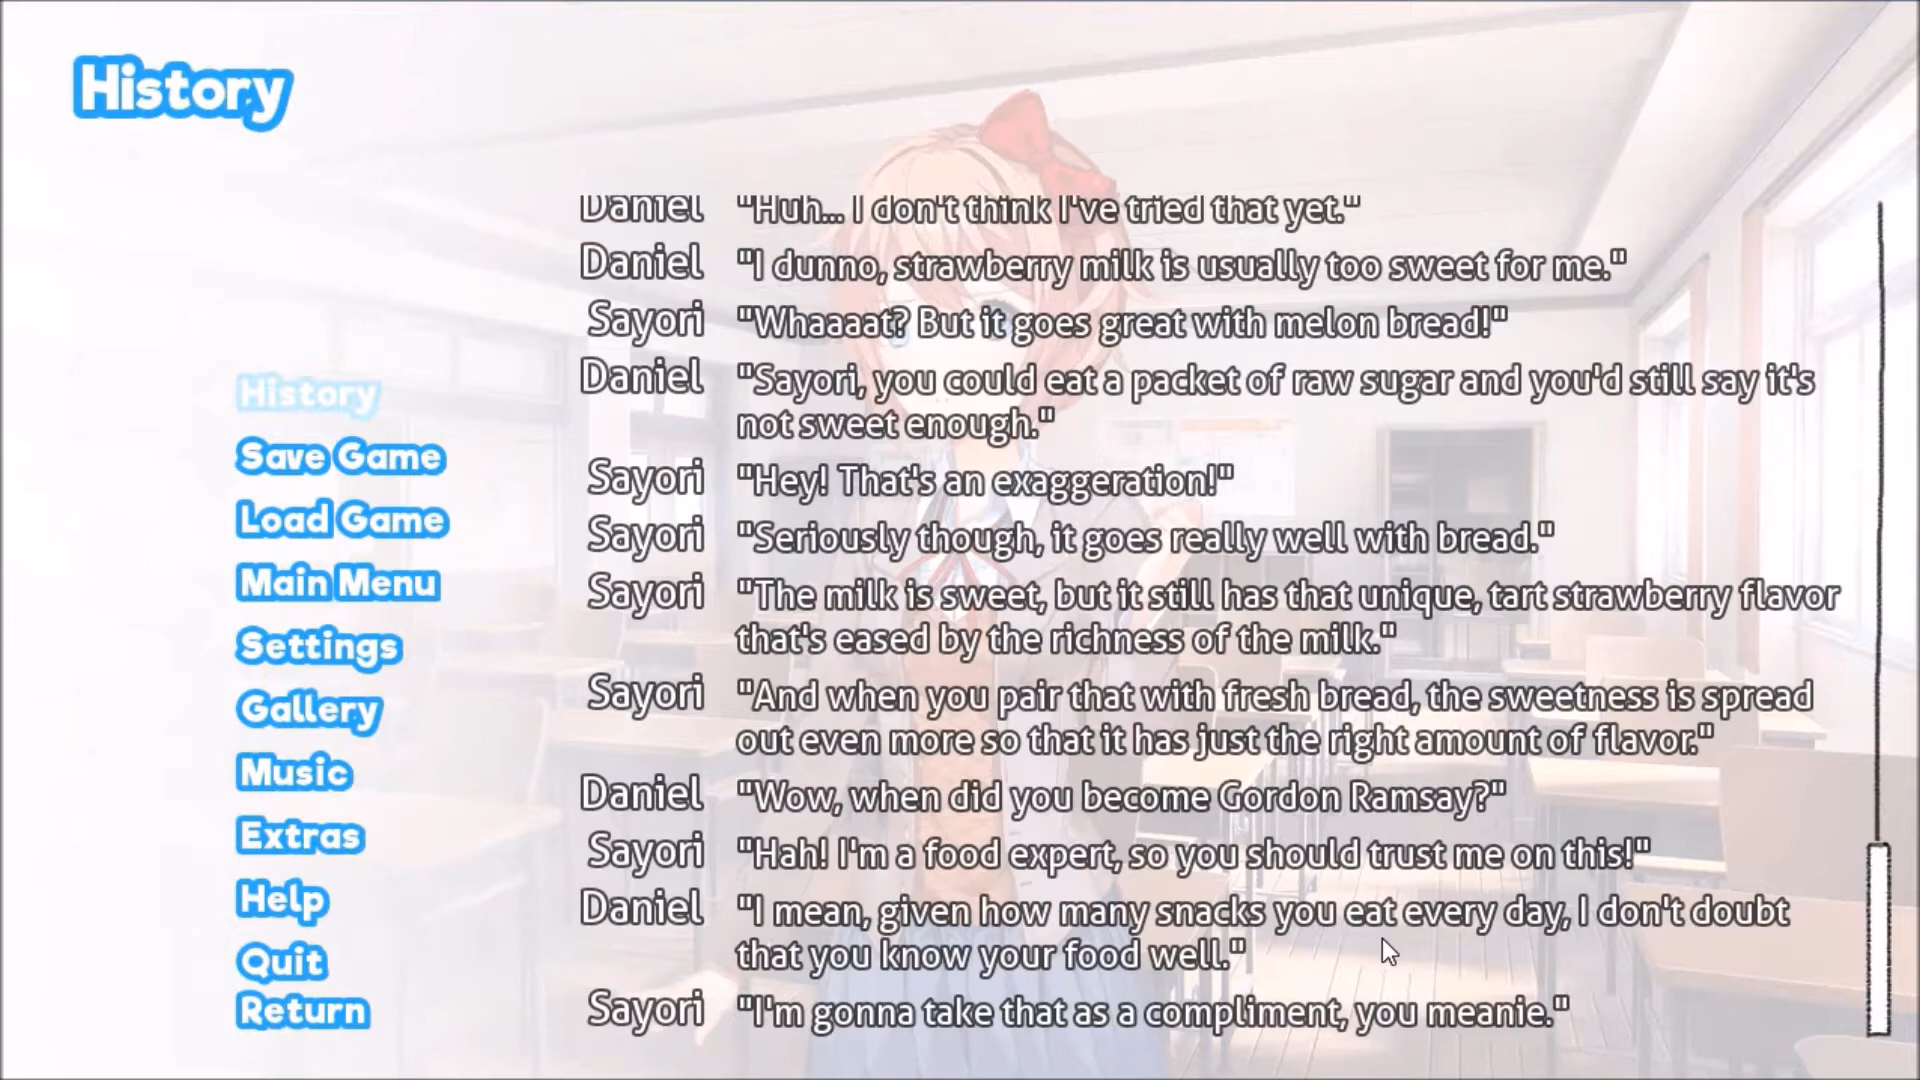 History
Daniel "Huh... I don't think I've tried that yet."
Daniel "I dunno, strawberry milk is usually too sweet for me."
Sayori "Whaaaat? But it goes great with melon bread!"
Daniel "Sayori, you could eat a packet of raw sugar and you'd still say it's
not sweet enough."
Sayori "Hey! That's an exaggeration!"
Sayori "Seriously though, it goes really well with bread."
Sayori "The milk is sweet, but it still has that unique, tart strawberry flavor
that's eased by the richness of the milk."
Sayori "And when you pair that with fresh bread, the sweetness is spread
out even more so that it has just the right amount of flavor."
Daniel "Wow, when did you become Gordon Ramsay?"
Sayori "Hah! I'm a food expert, so you should trust me on this!"
Daniel "I mean, given how many snacks you eat every day, I don't doubt
that you know your food well."
Sayori "I'm gonna take that as a compliment, you meanie."
History
Save Game
Load Game
Main Menu
Settings
Gallery
Music
Extras
Help
Quit
Return